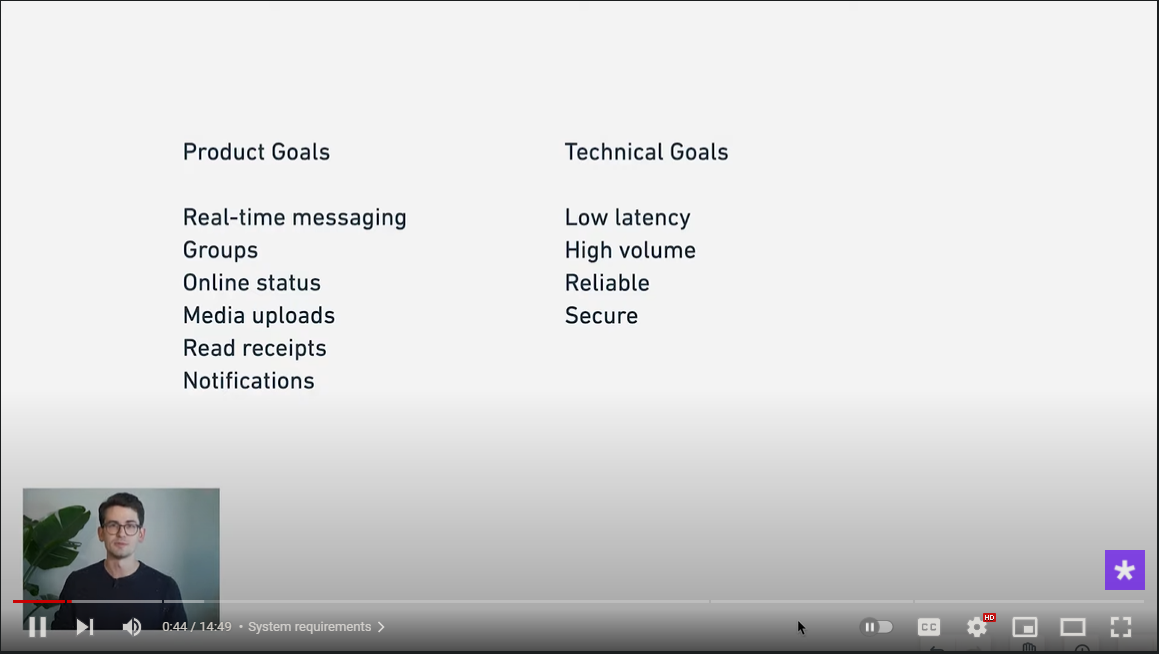 Product Goals
Real-time messaging
Groups
Online status
Media uploads
Read receipts
Notifications
Technical Goals
Low latency
High volume
Reliable
Secure
0:44 / 14:49 • System requirements
CC
HD